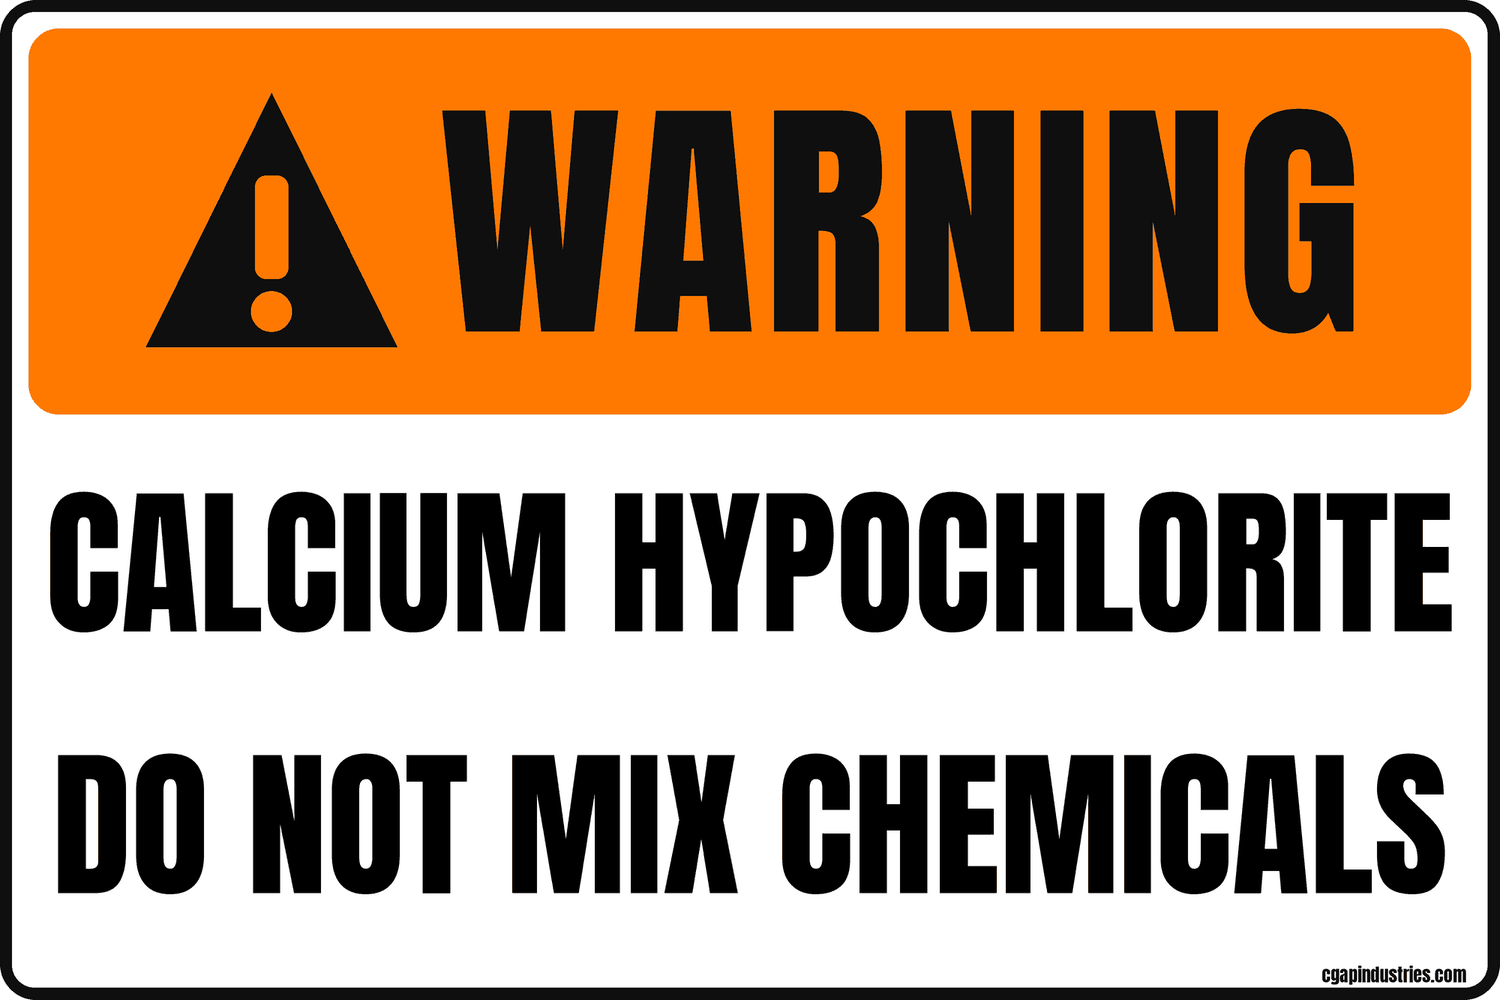 WARNING
CALCIUM HYPOCHLORITE
DO NOT MIX CHEMICALS
cgapindustries.com